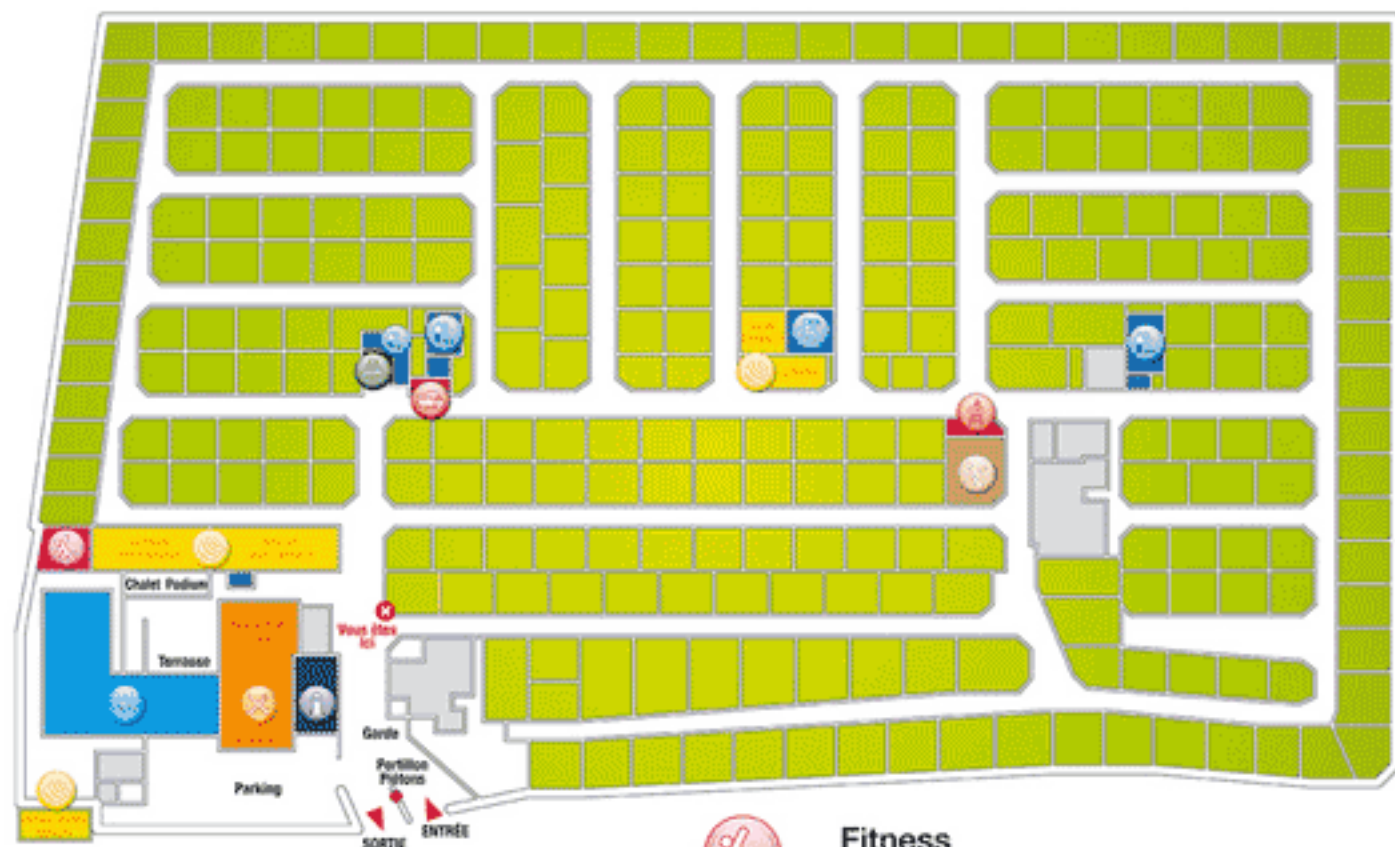 Chalet Podium
Vous êtes
ici
Terrasse
Garde
Portillon
Piétons
Parking
ENTRÉE
SORTIE
Fitness